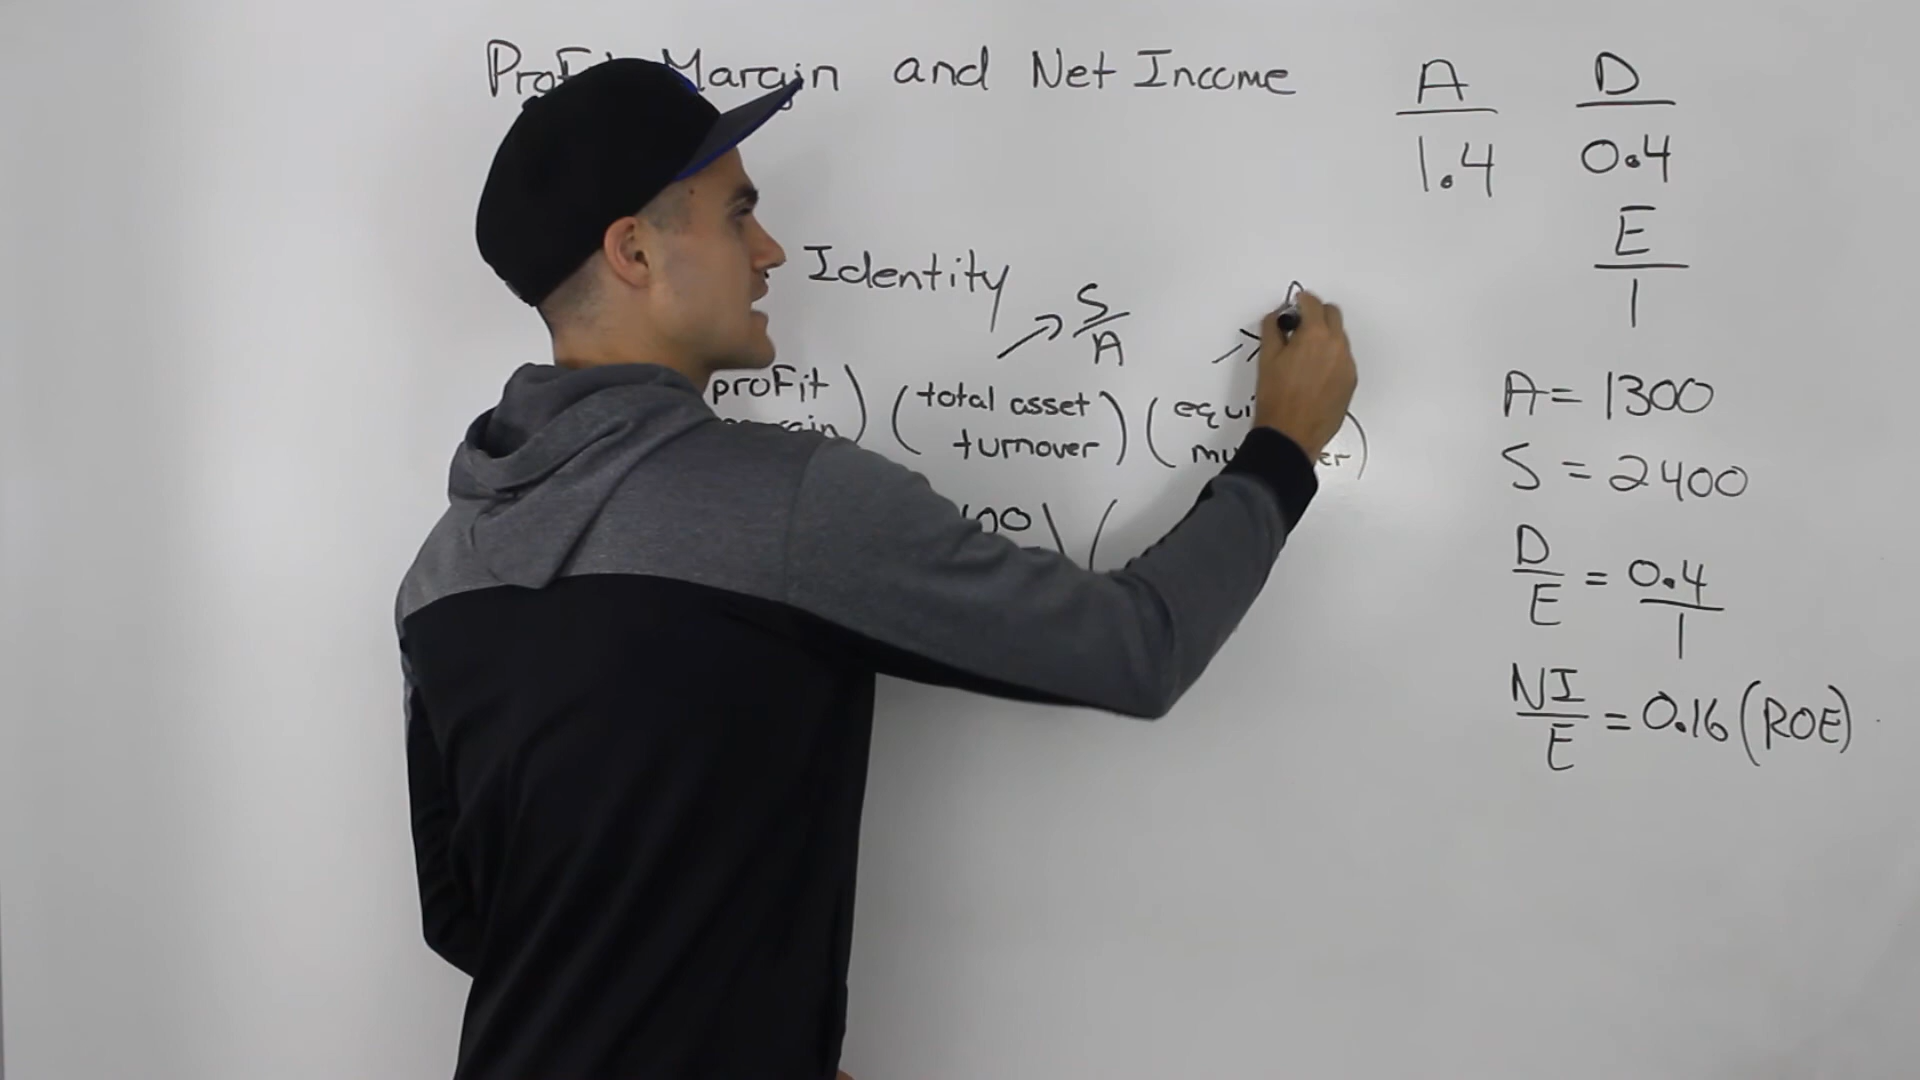 Profit Margin and Net Income
Identity
S
A
profit
(total asset
turnover)
A
D
1.4
0.4
E
1
A = 1300
S = 2400
D
E
= 0.4
1
NI
E
= 0.16 (ROE)